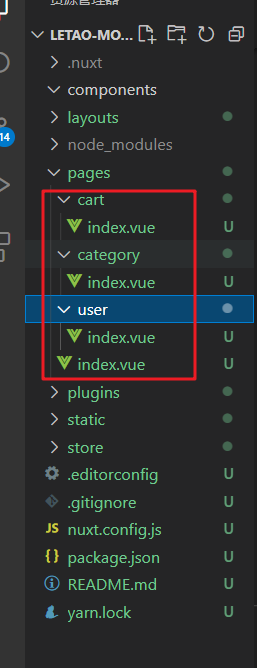 资源管理器
LETAO-MO...
.nuxt
components
layouts
node_modules
14
pages
cart
index.vue U
category
index.vue U
user
index.vue U
index.vue U
plugins
static
store
.editorconfig U
.gitignore U
JS nuxt.config.js U
{} package.json U
README.md U
yarn.lock U